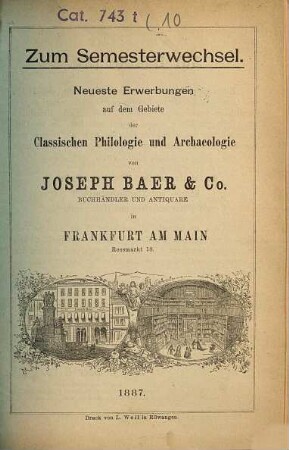 Cat. 743 t (10
Zum Semesterwechsel.
Neueste Erwerbungen
auf dem Gebiete
der
Classischen Philologie und Archaeologie
von
JOSEPH BAER & Co.
BUCHHÄNDLER UND ANTIQUARE
in
FRANKFURT AM MAIN
Rossmarkt 18.
1887.
Druck von L. Weil in Ellwangen.